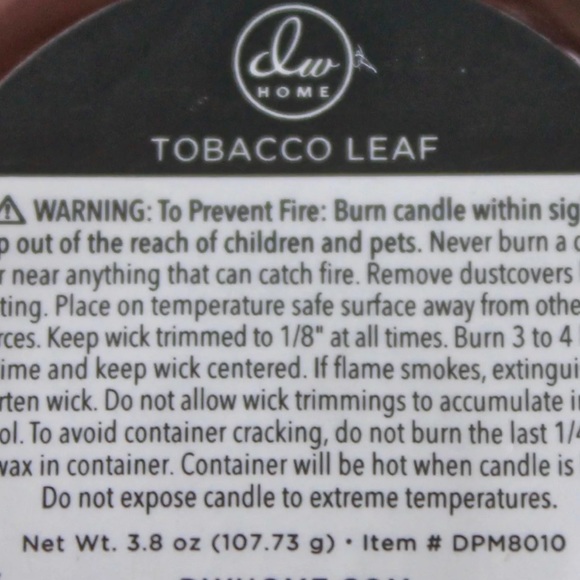 dw
HOME
TOBACCO LEAF
⚠ WARNING: To Prevent Fire: Burn candle within sig
p out of the reach of children and pets. Never burn a c
r near anything that can catch fire. Remove dustcovers
ting. Place on temperature safe surface away from othe
rces. Keep wick trimmed to 1/8" at all times. Burn 3 to 4
ime and keep wick centered. If flame smokes, extingui
rten wick. Do not allow wick trimmings to accumulate i
ol. To avoid container cracking, do not burn the last 1/4
wax in container. Container will be hot when candle is
Do not expose candle to extreme temperatures.
Net Wt. 3.8 oz (107.73 g) • Item # DPM8010